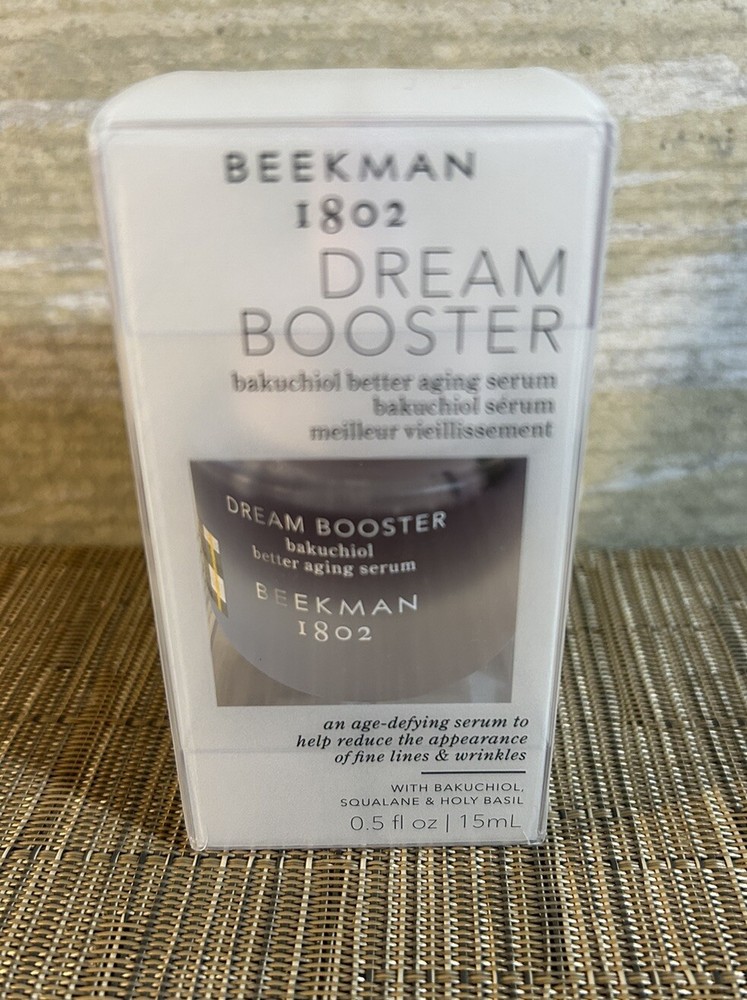 BEEKMAN
1802
DREAM
BOOSTER
bakuchiol better aging serum
bakuchiol sérum
meilleur vieillissement
DREAM BOOSTER
bakuchiol
better aging serum
BEEKMAN
1802
an age-defying serum to
help reduce the appearance
of fine lines & wrinkles
WITH BAKUCHIOL,
SQUALANE & HOLY BASIL
0.5 fl oz | 15mL